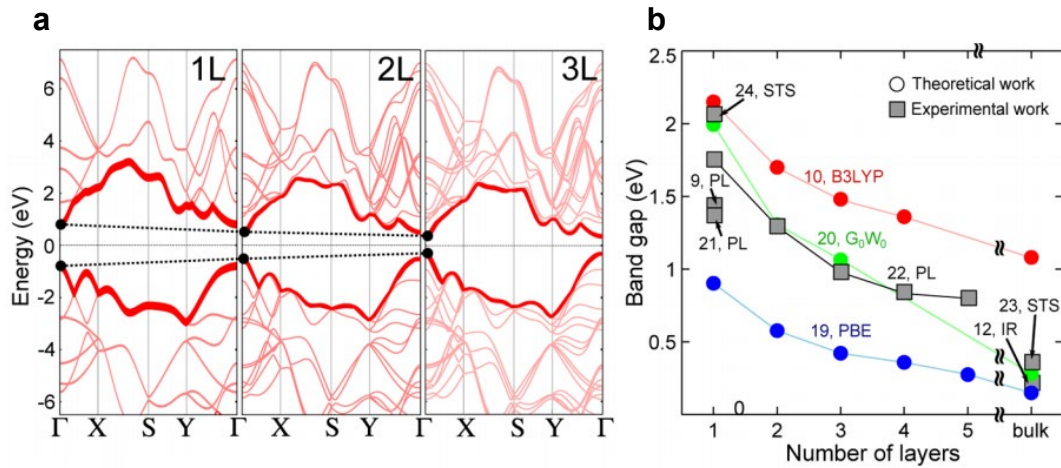 a
1L
2L
3L
6
4
2
0
-2
-4
-6
Energy (eV)
Γ X S Y Γ X S Y Γ X S Y Γ
b
2.5
2
1.5
1
0.5
0
Band gap (eV)
Theoretical work
Experimental work
24, STS
9, PL
21, PL
10, B3LYP
20, G₀W₀
22, PL
23, STS
12, IR
19, PBE
1 2 3 4 5 bulk
Number of layers